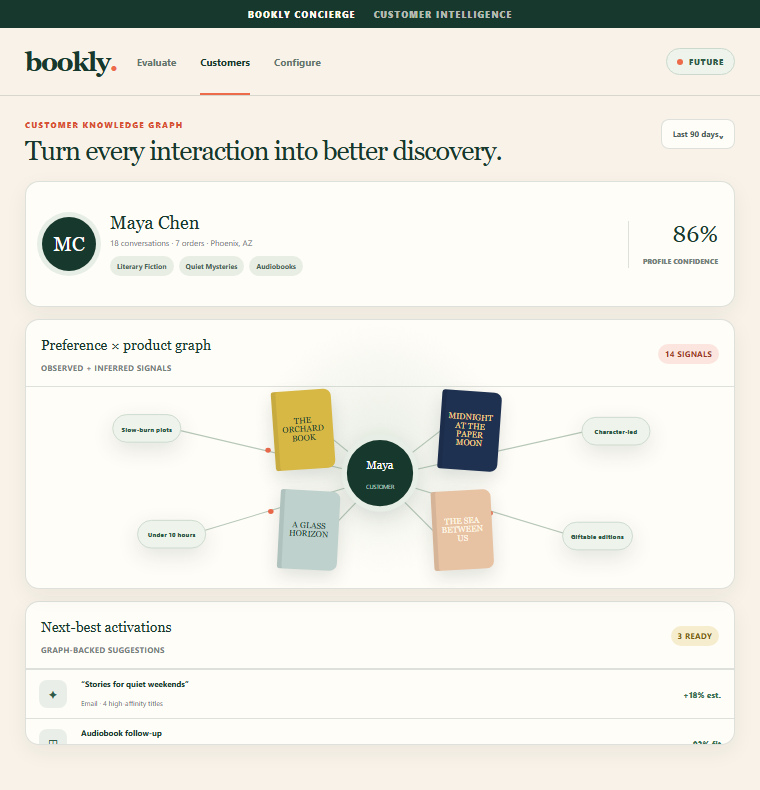 BOOKLY CONCIERGE CUSTOMER INTELLIGENCE
bookly. Evaluate Customers Configure FUTURE
CUSTOMER KNOWLEDGE GRAPH
Turn every interaction into better discovery.
Last 90 days
MC
Maya Chen
18 conversations · 7 orders · Phoenix, AZ
Literary Fiction Quiet Mysteries Audiobooks
86%
PROFILE CONFIDENCE
Preference × product graph
OBSERVED + INFERRED SIGNALS
14 SIGNALS
Slow-burn plots
THE
ORCHARD
BOOK
MIDNIGHT
AT THE
PAPER
MOON
Character-led
Maya
CUSTOMER
Under 10 hours
A GLASS
HORIZON
THE SEA
BETWEEN
US
Giftable editions
Next-best activations
GRAPH-BACKED SUGGESTIONS
3 READY
“Stories for quiet weekends”
Email · 4 high-affinity titles
+18% est.
Audiobook follow-up